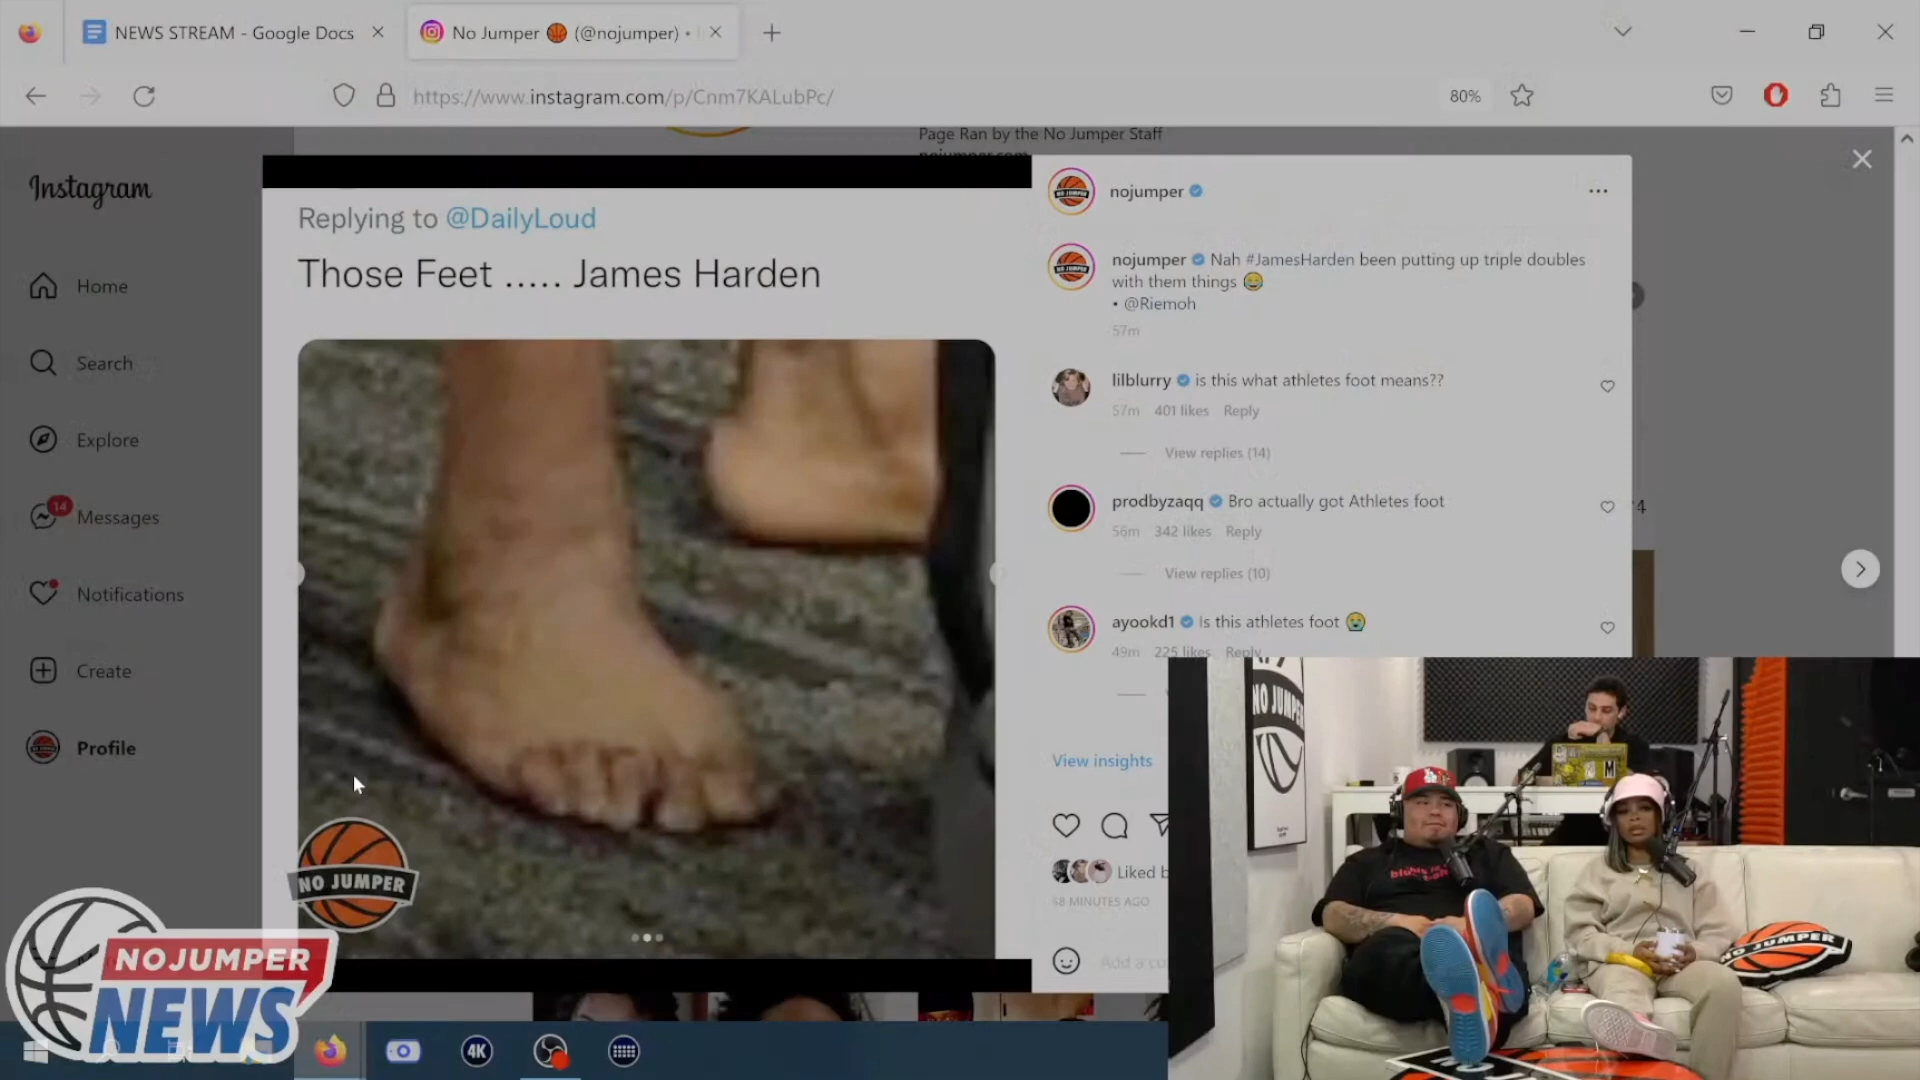 NEWS STREAM - Google Docs
No Jumper 🏀 (@nojumper) •
https://www.instagram.com/p/Cnm7KALubPc/
80%
Page Ran by the No Jumper Staff
nojumper.com
Instagram
Home
Search
Explore
14
Messages
Notifications
Create
Profile
Replying to @DailyLoud
Those Feet ..... James Harden
NO JUMPER
nojumper
nojumper Nah #JamesHarden been putting up triple doubles
with them things 😂
• @Riemoh
57m
lilblurry is this what athletes foot means??
57m 401 likes Reply
View replies (14)
prodbyzaqq Bro actually got Athletes foot
56m 342 likes Reply
View replies (10)
ayookd1 Is this athletes foot 😭
49m 225 likes Reply
View insights
Liked b
58 MINUTES AGO
Add a co
NOJUMPER
NEWS
4K
NO JUMPER
NO JUMPER
M